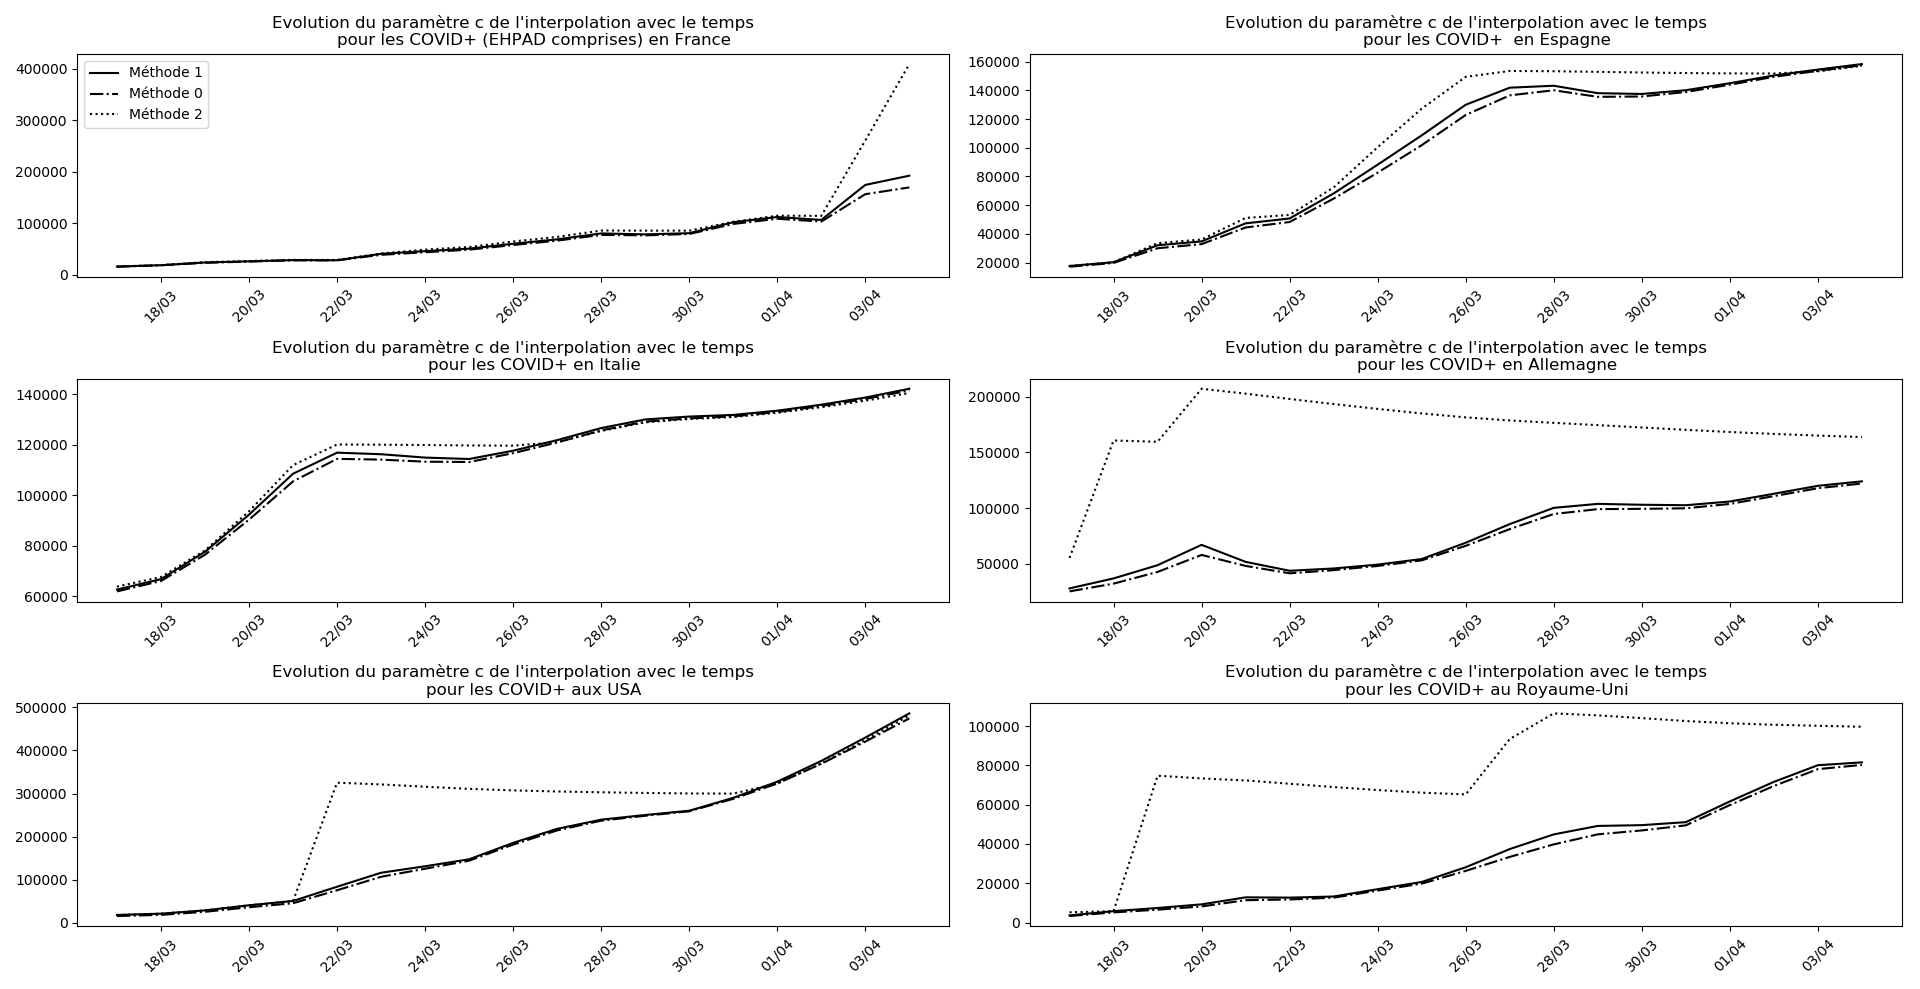 Evolution du paramètre c de l'interpolation avec le temps
pour les COVID+ (EHPAD comprises) en France
400000
300000
200000
100000
0
Méthode 1
Méthode 0
Méthode 2
18/03 20/03 22/03 24/03 26/03 28/03 30/03 01/04 03/04
Evolution du paramètre c de l'interpolation avec le temps
pour les COVID+  en Espagne
160000
140000
120000
100000
80000
60000
40000
20000
18/03 20/03 22/03 24/03 26/03 28/03 30/03 01/04 03/04
Evolution du paramètre c de l'interpolation avec le temps
pour les COVID+ en Italie
140000
120000
100000
80000
60000
18/03 20/03 22/03 24/03 26/03 28/03 30/03 01/04 03/04
Evolution du paramètre c de l'interpolation avec le temps
pour les COVID+ en Allemagne
200000
150000
100000
50000
18/03 20/03 22/03 24/03 26/03 28/03 30/03 01/04 03/04
Evolution du paramètre c de l'interpolation avec le temps
pour les COVID+ aux USA
500000
400000
300000
200000
100000
0
18/03 20/03 22/03 24/03 26/03 28/03 30/03 01/04 03/04
Evolution du paramètre c de l'interpolation avec le temps
pour les COVID+ au Royaume-Uni
100000
80000
60000
40000
20000
0
18/03 20/03 22/03 24/03 26/03 28/03 30/03 01/04 03/04